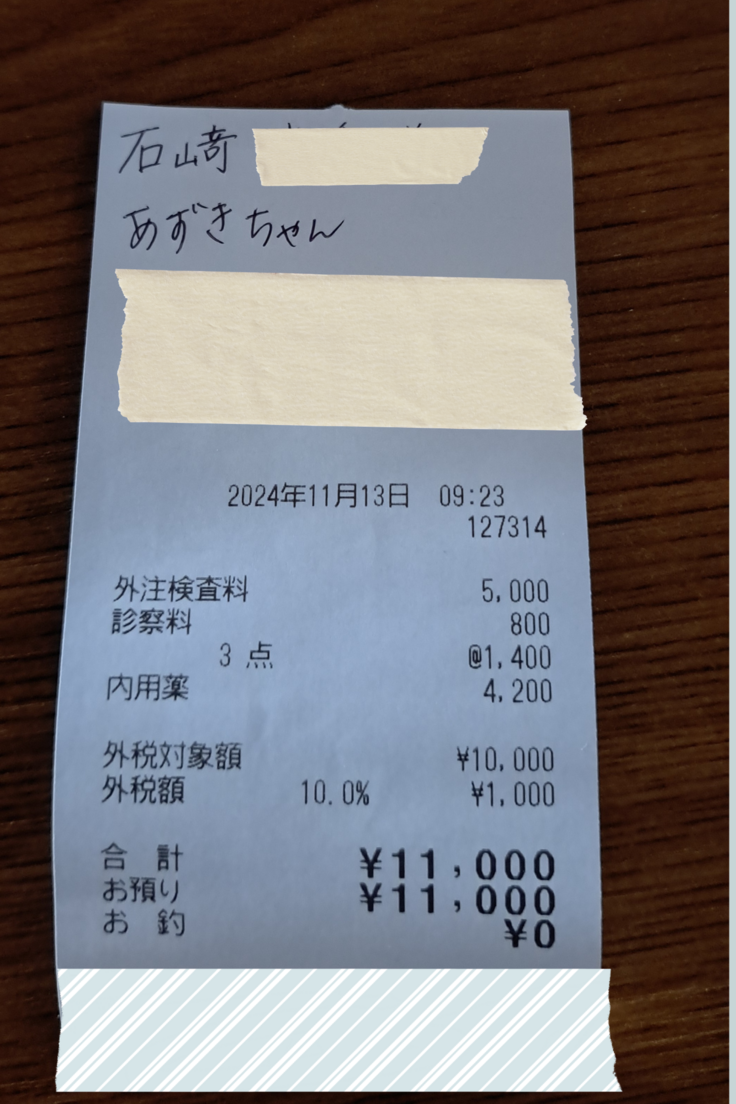 石崎
あずきちゃん
2024年11月13日 09:23
127314
外注検査料 5,000
診察料 800
3 点 @1,400
内用薬 4,200
外税対象額 ¥10,000
外税額 10.0% ¥1,000
合 計 ¥11,000
お預り ¥11,000
お 釣 ¥0